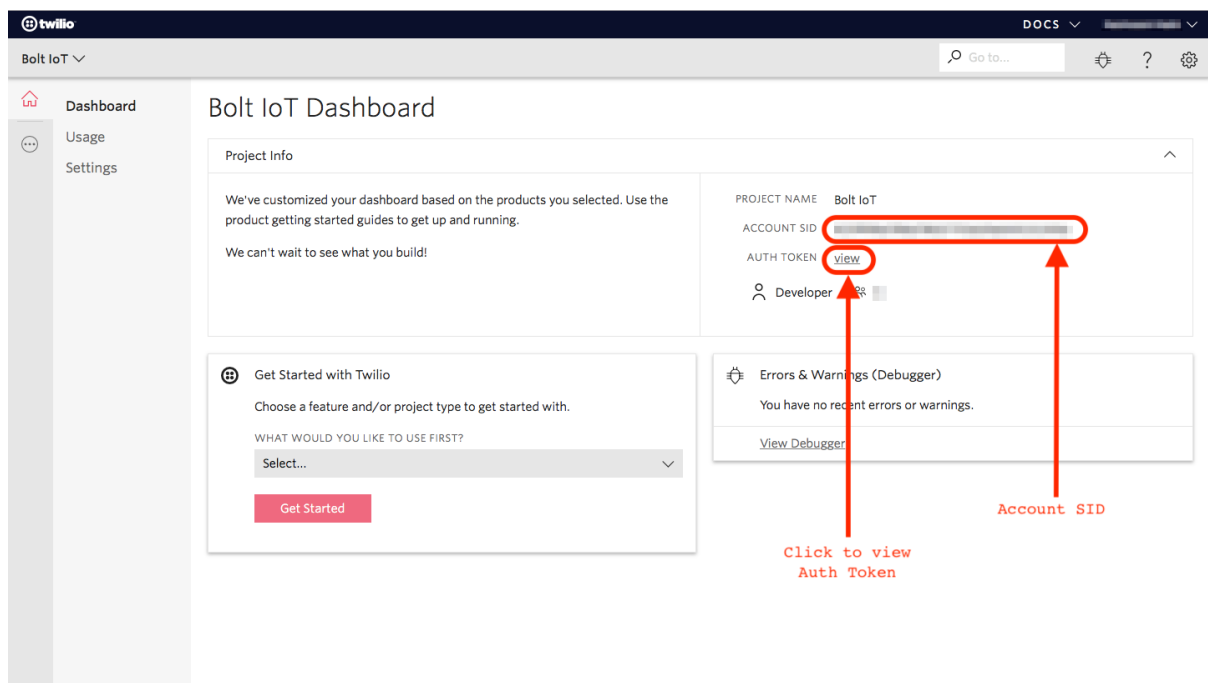 twilio
DOCS
Bolt IoT
Go to...
Dashboard
Usage
Settings
Bolt IoT Dashboard
Project Info
We've customized your dashboard based on the products you selected. Use the
product getting started guides to get up and running.
We can't wait to see what you build!
PROJECT NAME Bolt IoT
ACCOUNT SID
AUTH TOKEN view
Developer
Get Started with Twilio
Choose a feature and/or project type to get started with.
WHAT WOULD YOU LIKE TO USE FIRST?
Select...
Get Started
Errors & Warnings (Debugger)
You have no recent errors or warnings.
View Debugger
Account SID
Click to view
Auth Token